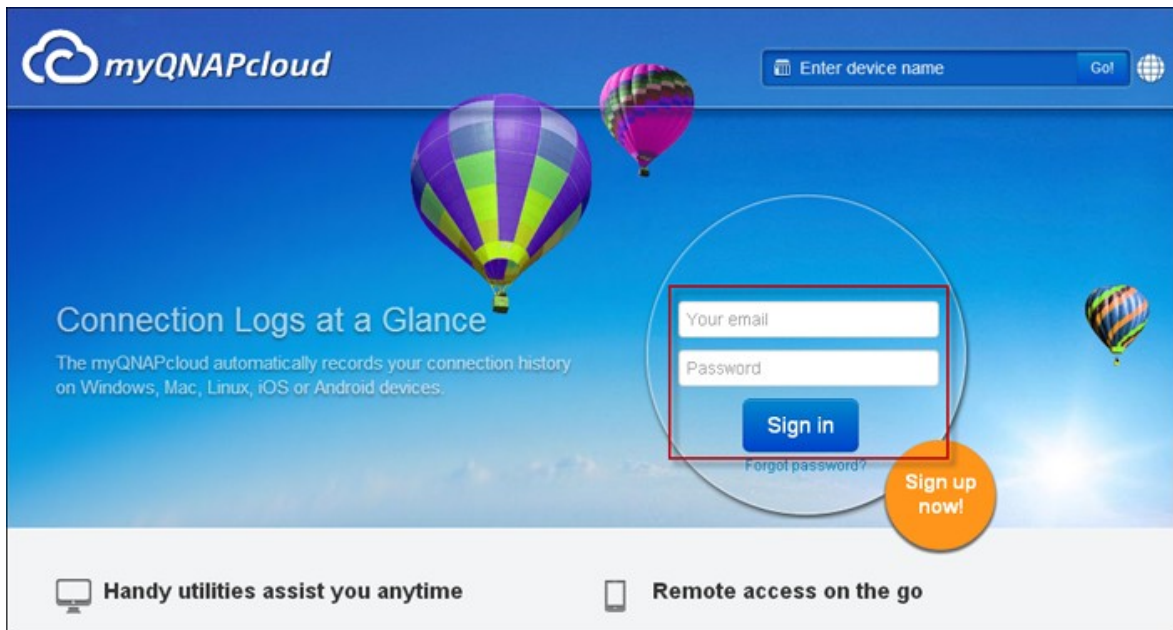 myQNAPcloud
Enter device name
Go!
Connection Logs at a Glance
The myQNAPcloud automatically records your connection history
on Windows, Mac, Linux, iOS or Android devices.
Your email
Password
Sign in
Forgot password?
Sign up
now!
Handy utilities assist you anytime
Remote access on the go